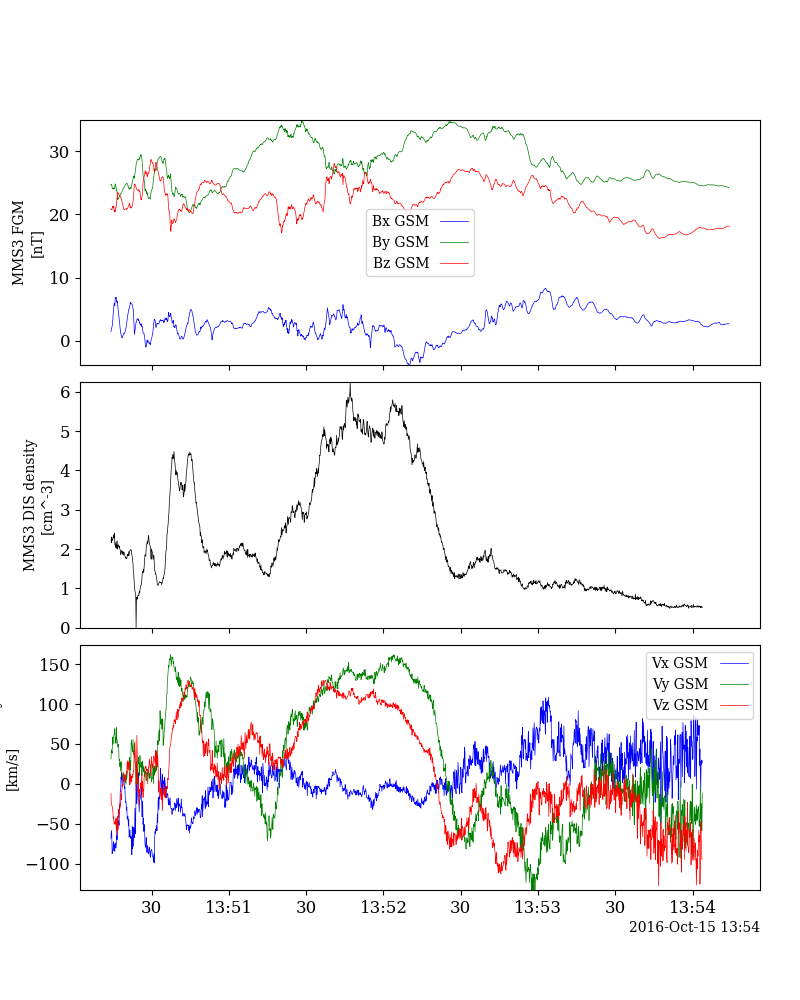 MMS3 FGM
[nT]
30
20
10
0
Bx GSM
By GSM
Bz GSM
MMS3 DIS density
[cm^-3]
6
5
4
3
2
1
0
[km/s]
150
100
50
0
−50
−100
Vx GSM
Vy GSM
Vz GSM
30 13:51 30 13:52 30 13:53 30 13:54
2016-Oct-15 13:54